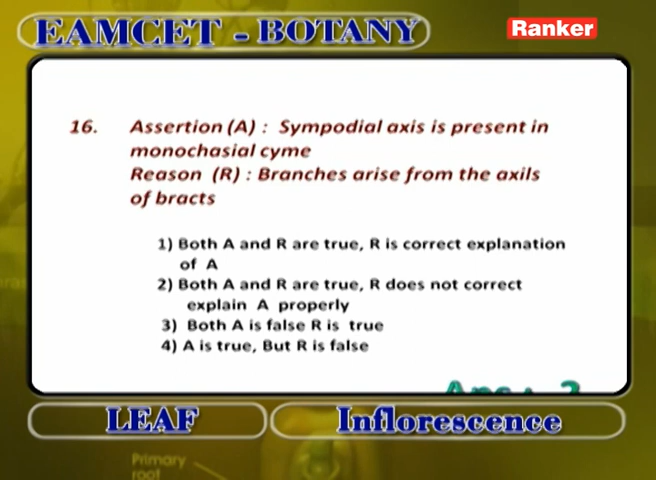 EAMCET - BOTANY
Ranker
16. Assertion (A) : Sympodial axis is present in
monochasial cyme
Reason (R) : Branches arise from the axils
of bracts
1) Both A and R are true, R is correct explanation
of A
2) Both A and R are true, R does not correct
explain A properly
3) Both A is false R is true
4) A is true, But R is false
LEAF
Inflorescence
Primary
root